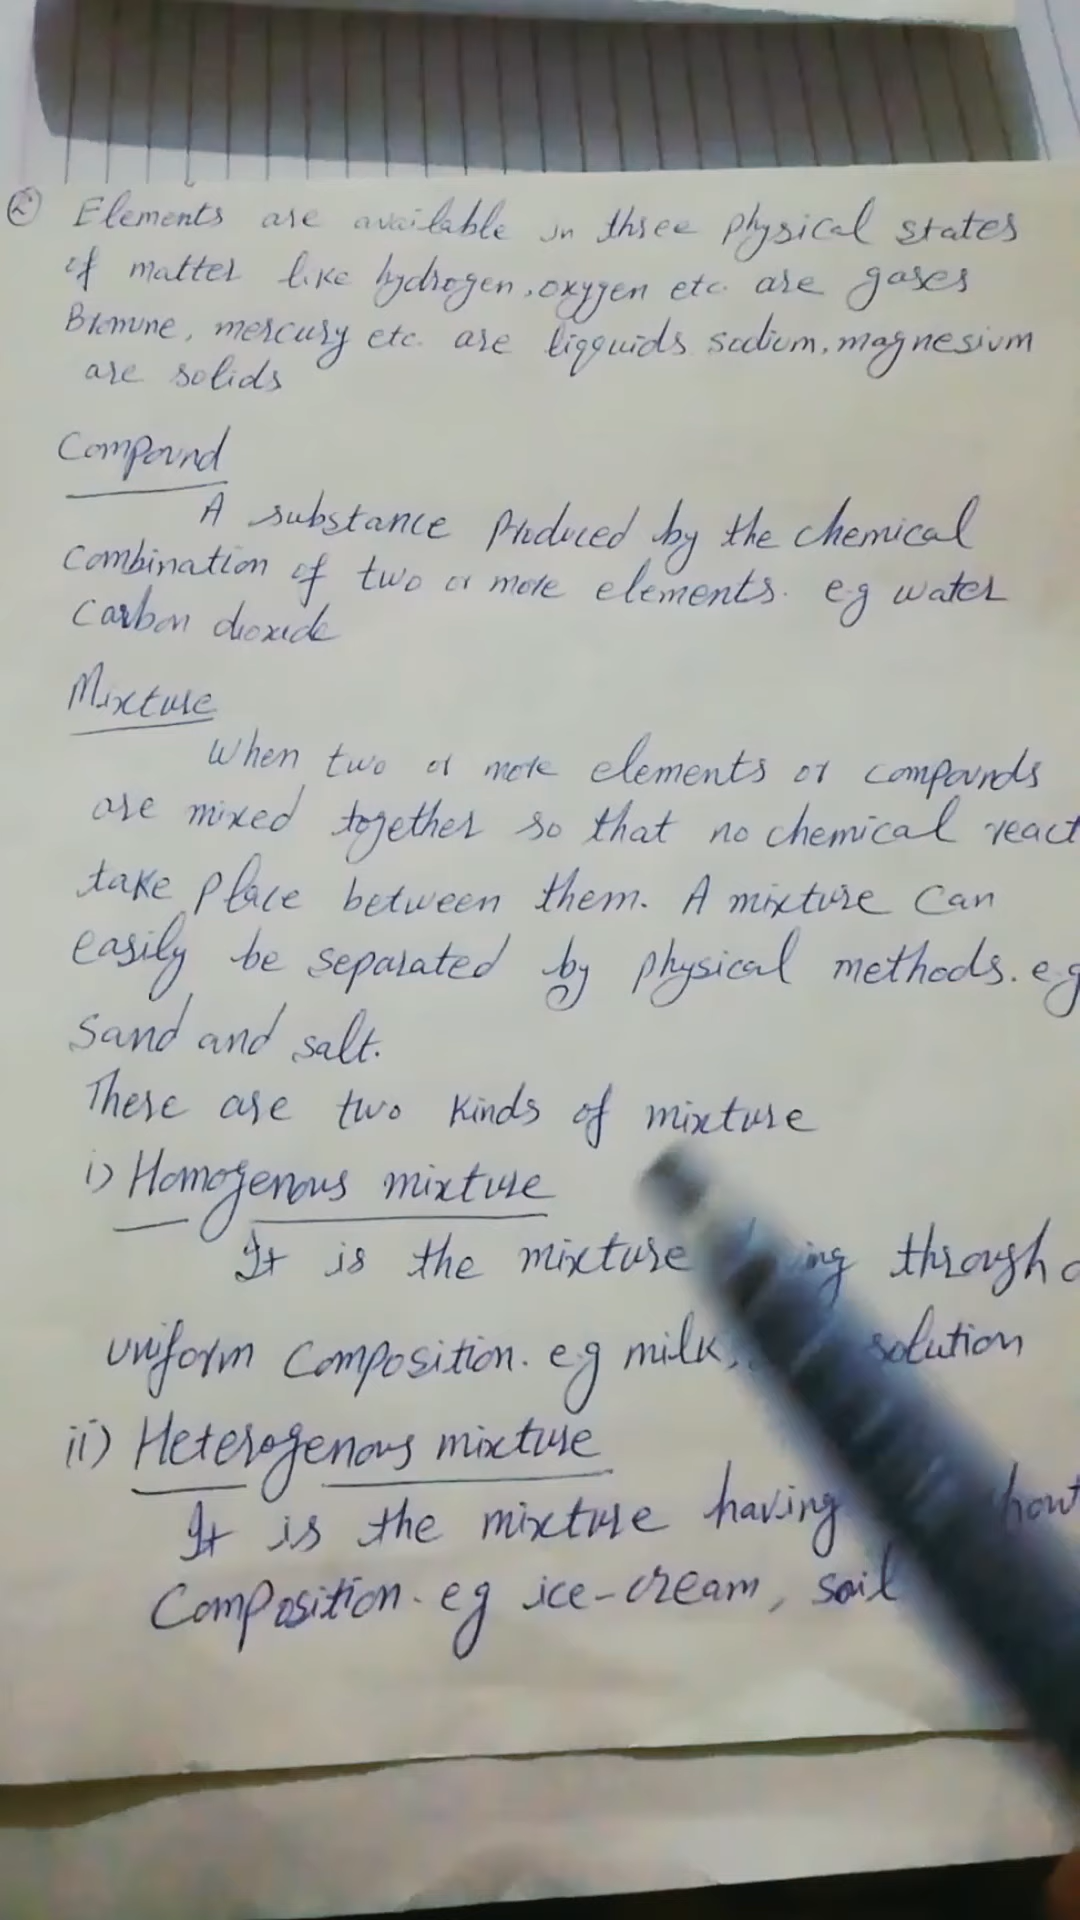 ② Elements are available in three physical states
of matter like hydrogen, oxygen etc. are gases
Bromine, mercury etc. are liqquids sodium, magnesium
are solids
Compound
A substance produced by the chemical
combination of two or more elements. e.g water
Carbon dioxide
Mixture
When two or more elements or compounds
are mixed together so that no chemical react
take place between them. A mixture can
easily be separated by physical methods. e.g
Sand and salt.
There are two kinds of mixture
i) Homogenous mixture
It is the mixture through
uniform composition. e.g milk, solution
ii) Heterogenous mixture
It is the mixture having
Composition. eg ice-cream, soil